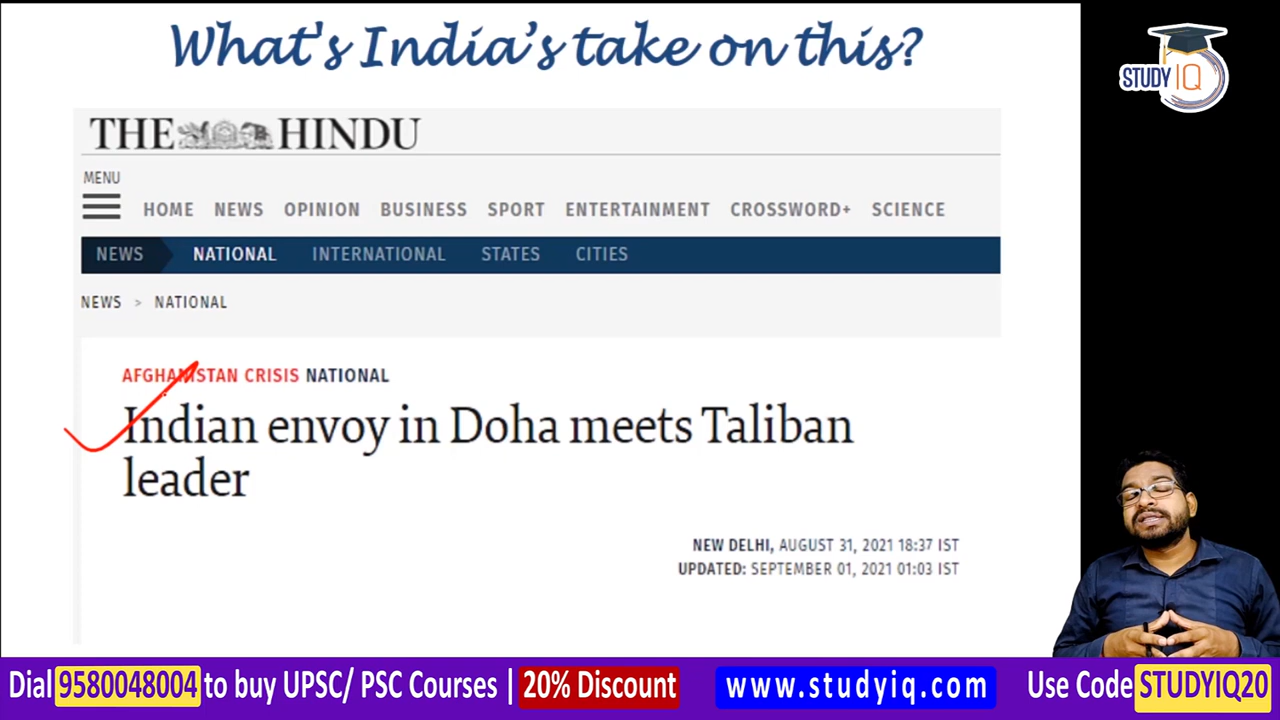 What's India's take on this?
STUDY IQ
THE HINDU
MENU
HOME NEWS OPINION BUSINESS SPORT ENTERTAINMENT CROSSWORD+ SCIENCE
NEWS NATIONAL INTERNATIONAL STATES CITIES
NEWS > NATIONAL
AFGHANISTAN CRISIS NATIONAL
Indian envoy in Doha meets Taliban
leader
NEW DELHI, AUGUST 31, 2021 18:37 IST
UPDATED: SEPTEMBER 01, 2021 01:03 IST
Dial 9580048004 to buy UPSC/ PSC Courses | 20% Discount www.studyiq.com Use Code STUDYIQ20